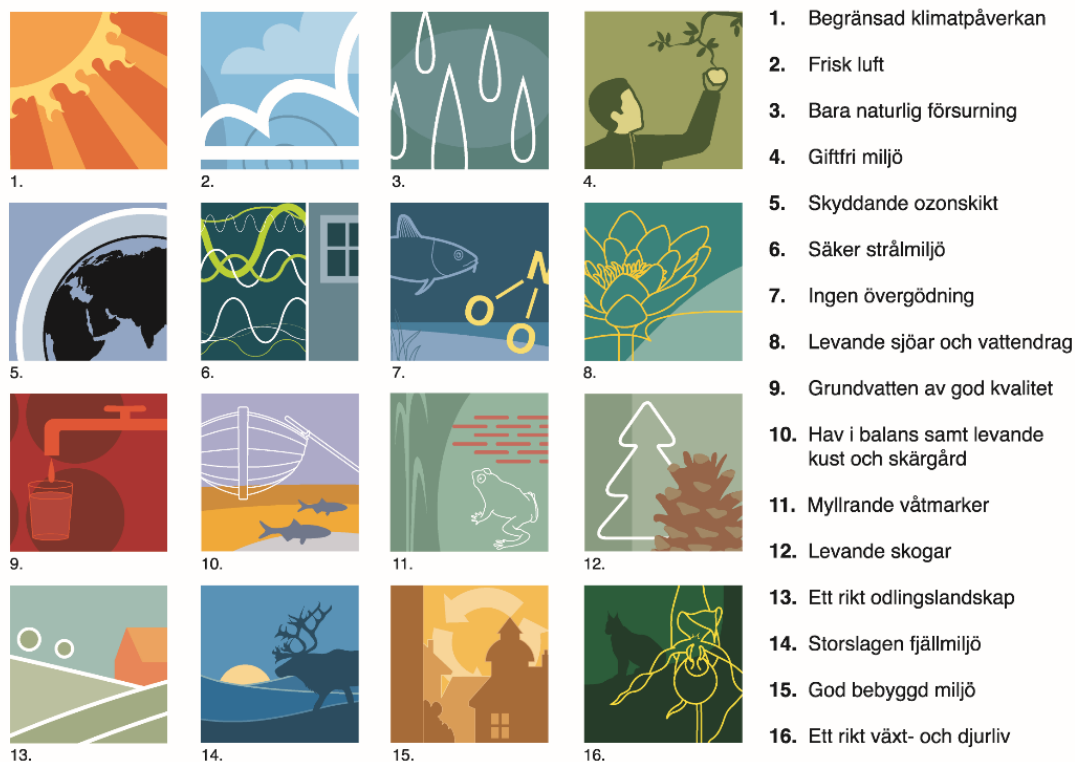 1.
2.
3.
4.
5.
6.
N
O
O
7.
8.
9.
10.
11.
12.
13.
14.
15.
16.
1. Begränsad klimatpåverkan
2. Frisk luft
3. Bara naturlig försurning
4. Giftfri miljö
5. Skyddande ozonskikt
6. Säker strålmiljö
7. Ingen övergödning
8. Levande sjöar och vattendrag
9. Grundvatten av god kvalitet
10. Hav i balans samt levande
kust och skärgård
11. Myllrande våtmarker
12. Levande skogar
13. Ett rikt odlingslandskap
14. Storslagen fjällmiljö
15. God bebyggd miljö
16. Ett rikt växt- och djurliv